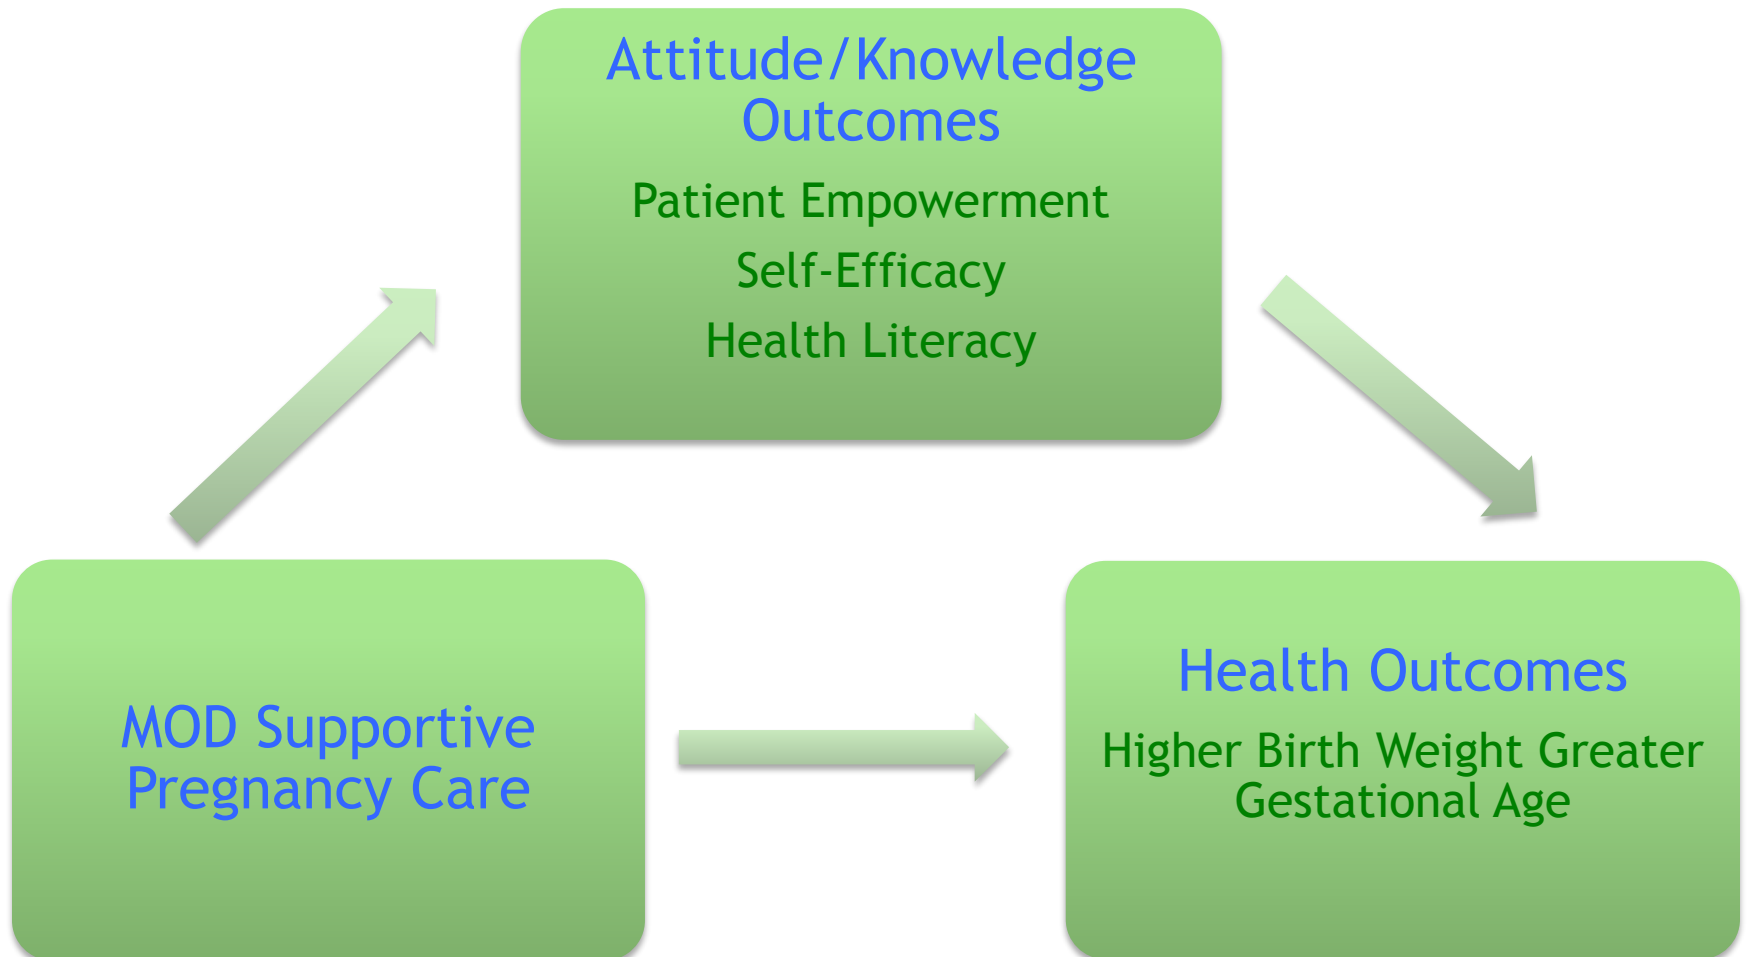 Attitude/Knowledge
Outcomes
Patient Empowerment
Self-Efficacy
Health Literacy
MOD Supportive
Pregnancy Care
Health Outcomes
Higher Birth Weight Greater
Gestational Age